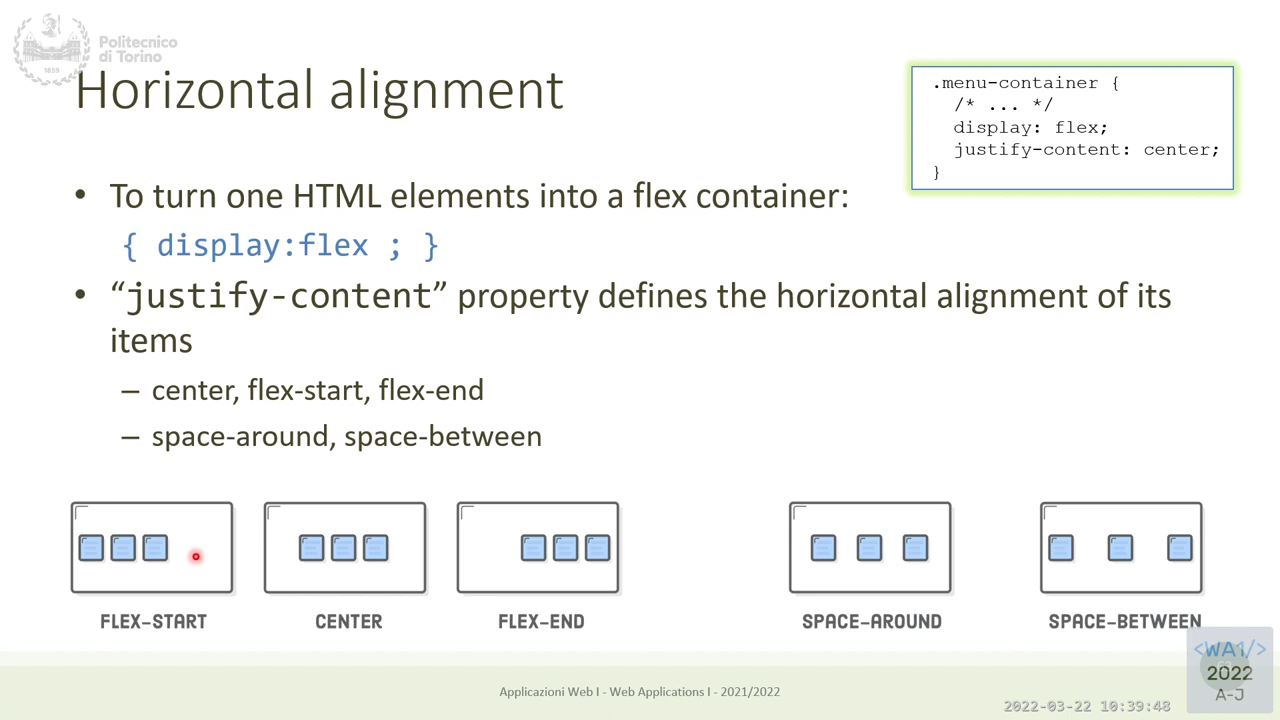 Politecnico
di Torino
1859
Horizontal alignment
.menu-container {
/* ... */
display: flex;
justify-content: center;
}
• To turn one HTML elements into a flex container:
{ display:flex ; }
• “justify-content” property defines the horizontal alignment of its
items
– center, flex-start, flex-end
– space-around, space-between
FLEX-START
CENTER
FLEX-END
SPACE-AROUND
SPACE-BETWEEN
<WA1/>
2022
A-J
Applicazioni Web I - Web Applications I - 2021/2022
2022-03-22 10:39:48